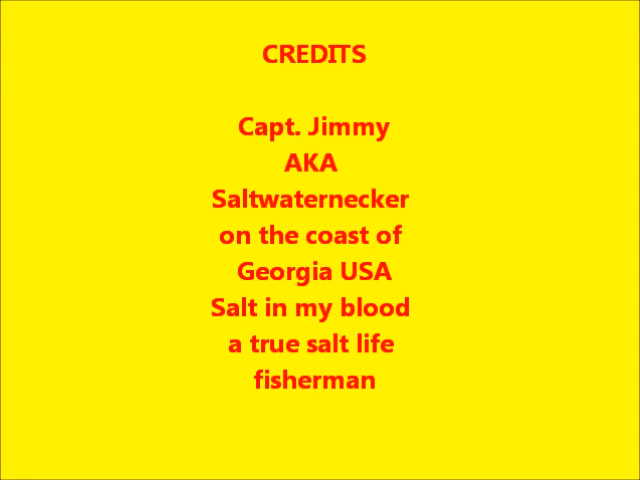 CREDITS
Capt. Jimmy
AKA
Saltwaternecker
on the coast of
Georgia USA
Salt in my blood
a true salt life
fisherman